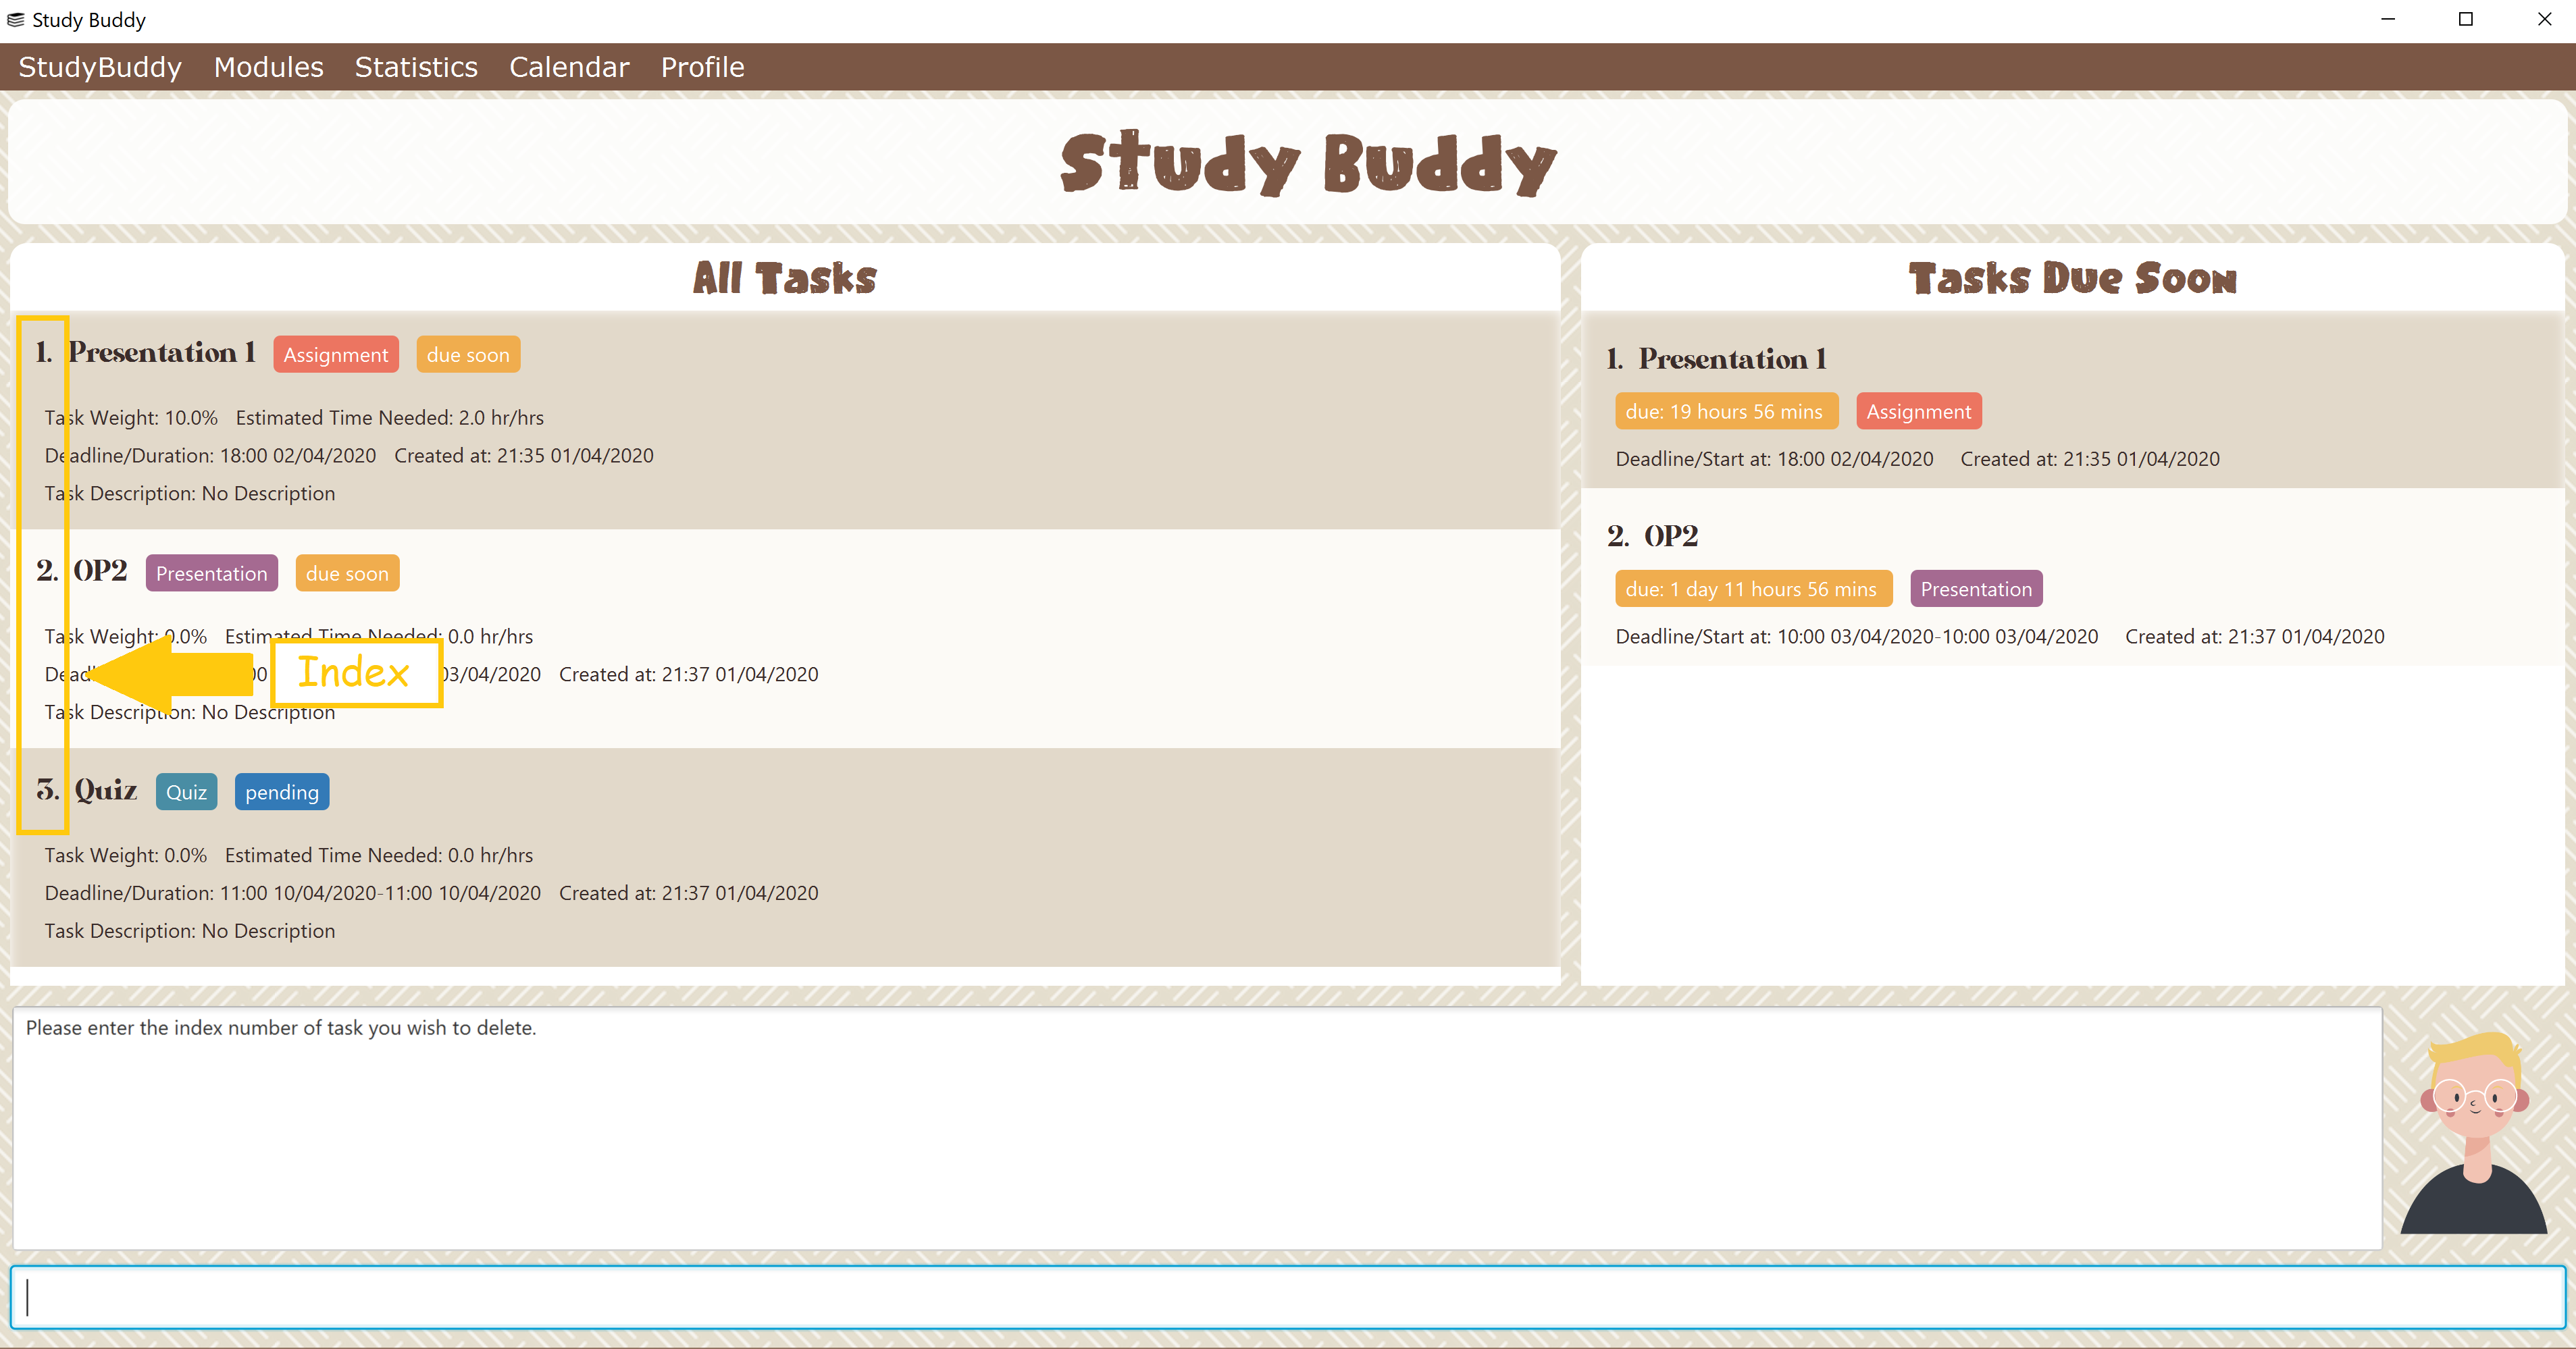 Study Buddy
StudyBuddy Modules Statistics Calendar Profile
Study Buddy
All Tasks
1. Presentation 1 Assignment due soon
Task Weight: 10.0% Estimated Time Needed: 2.0 hr/hrs
Deadline/Duration: 18:00 02/04/2020 Created at: 21:35 01/04/2020
Task Description: No Description
2. OP2 Presentation due soon
Task Weight: 0.0% Estimated Time Needed: 0.0 hr/hrs
03/04/2020 Created at: 21:37 01/04/2020
Index
Task Description: No Description
3. Quiz Quiz pending
Task Weight: 0.0% Estimated Time Needed: 0.0 hr/hrs
Deadline/Duration: 11:00 10/04/2020-11:00 10/04/2020 Created at: 21:37 01/04/2020
Task Description: No Description
Tasks Due Soon
1. Presentation 1
due: 19 hours 56 mins Assignment
Deadline/Start at: 18:00 02/04/2020 Created at: 21:35 01/04/2020
2. OP2
due: 1 day 11 hours 56 mins Presentation
Deadline/Start at: 10:00 03/04/2020-10:00 03/04/2020 Created at: 21:37 01/04/2020
Please enter the index number of task you wish to delete.